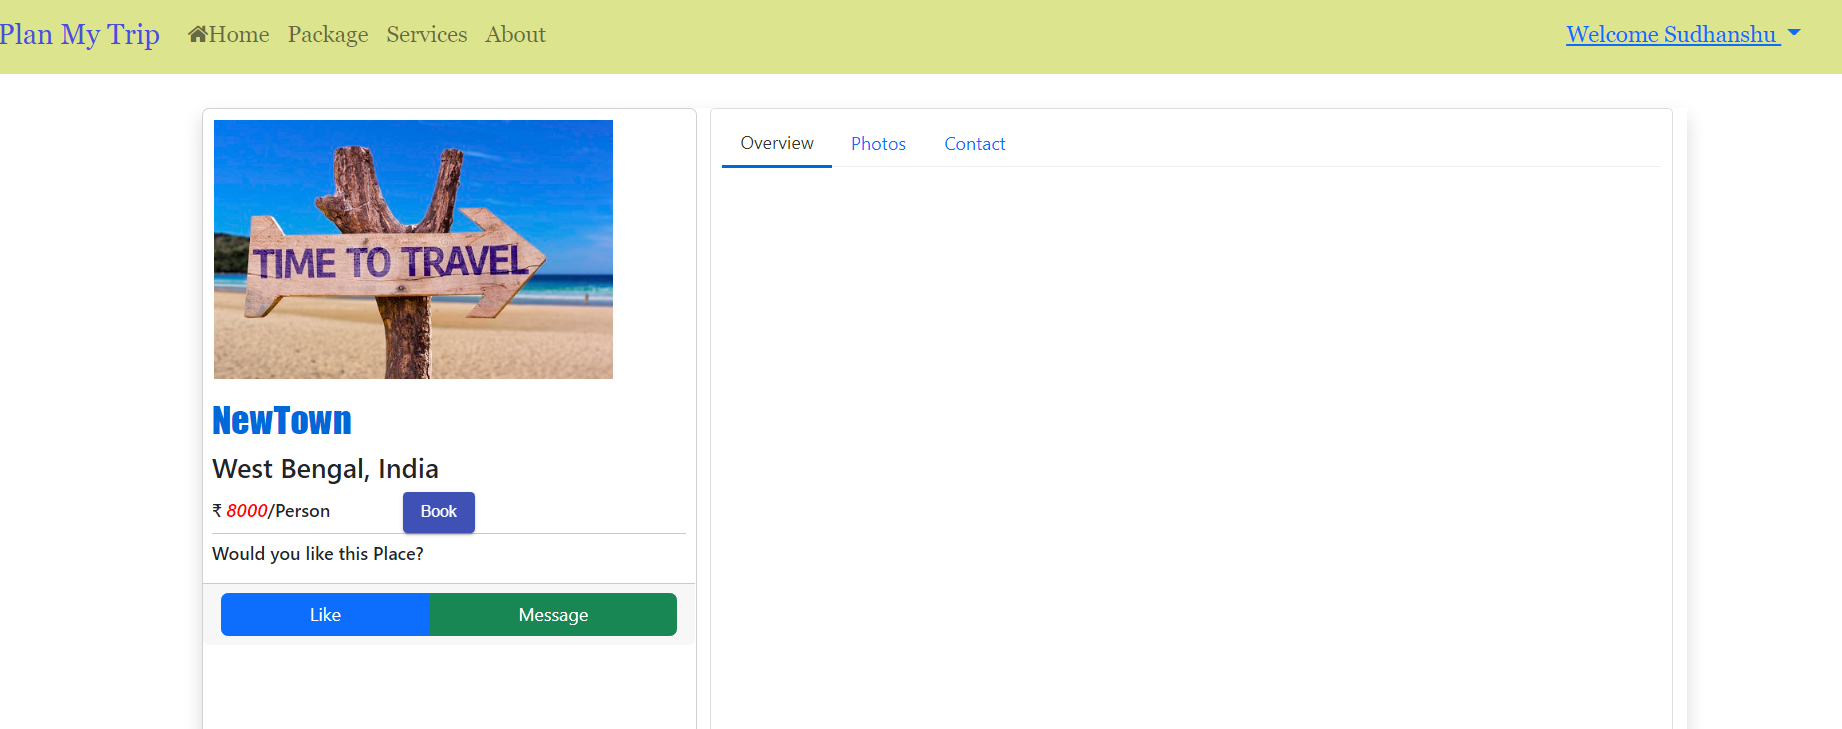 Plan My Trip Home Package Services About Welcome Sudhanshu
TIME TO TRAVEL
NewTown
West Bengal, India
₹ 8000/Person Book
Would you like this Place?
Like Message
Overview Photos Contact